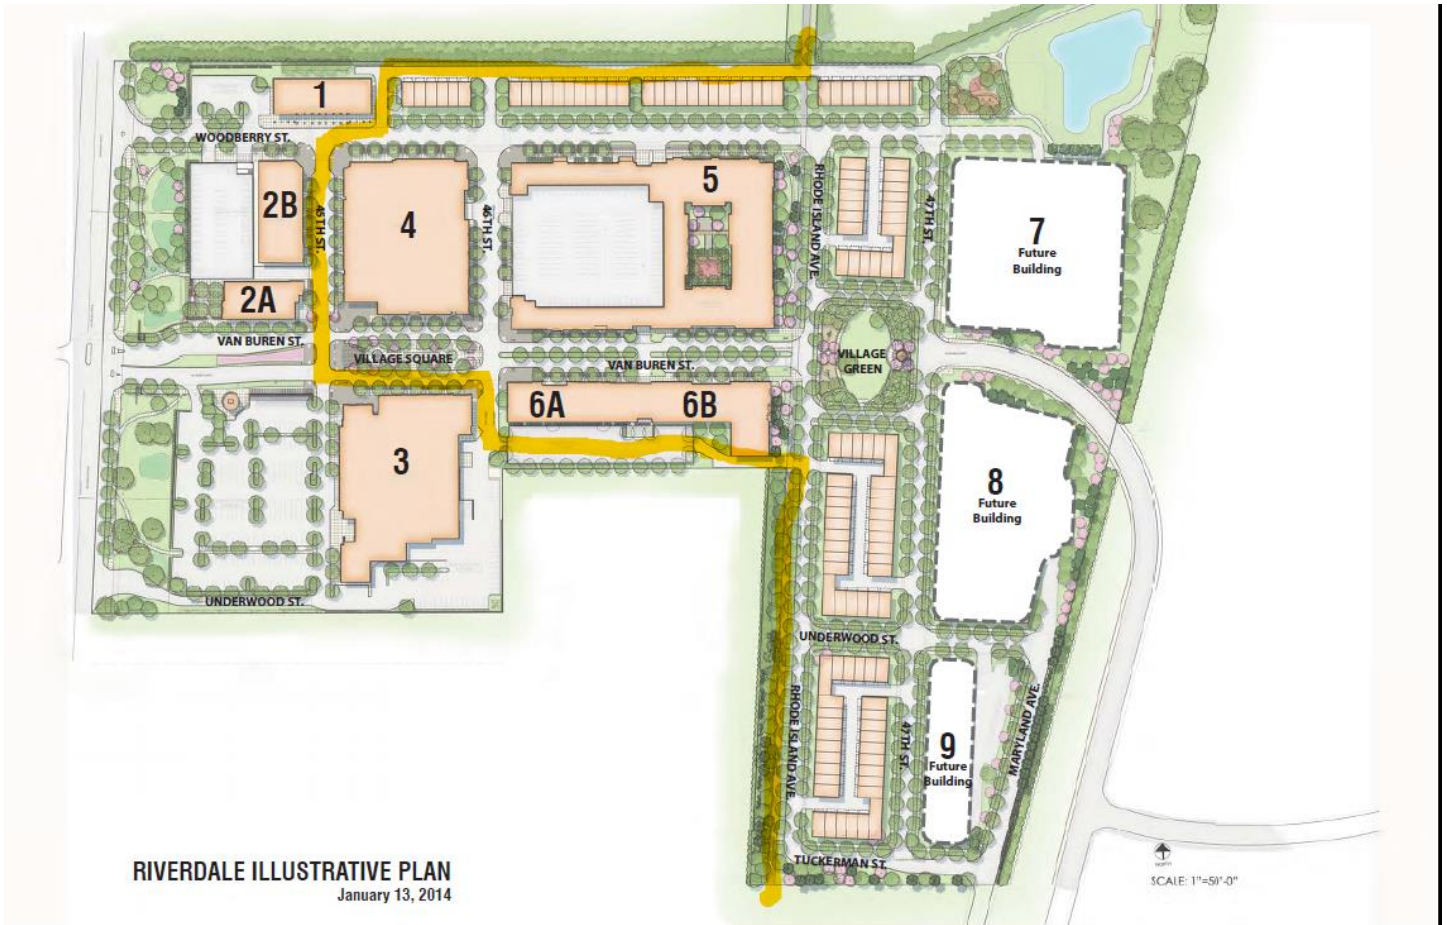 1
WOODBERRY ST.
2B
45TH ST.
4
46TH ST.
5
RHODE ISLAND AVE.
47TH ST.
7
Future
Building
2A
VAN BUREN ST.
VILLAGE SQUARE
VAN BUREN ST.
VILLAGE
GREEN
6A
6B
3
8
Future
Building
UNDERWOOD ST.
UNDERWOOD ST.
RHODE ISLAND AVE.
47TH ST.
MARYLAND AVE.
9
Future
Building
TUCKERMAN ST.
RIVERDALE ILLUSTRATIVE PLAN
January 13, 2014
NORTH
SCALE: 1"=50'-0"